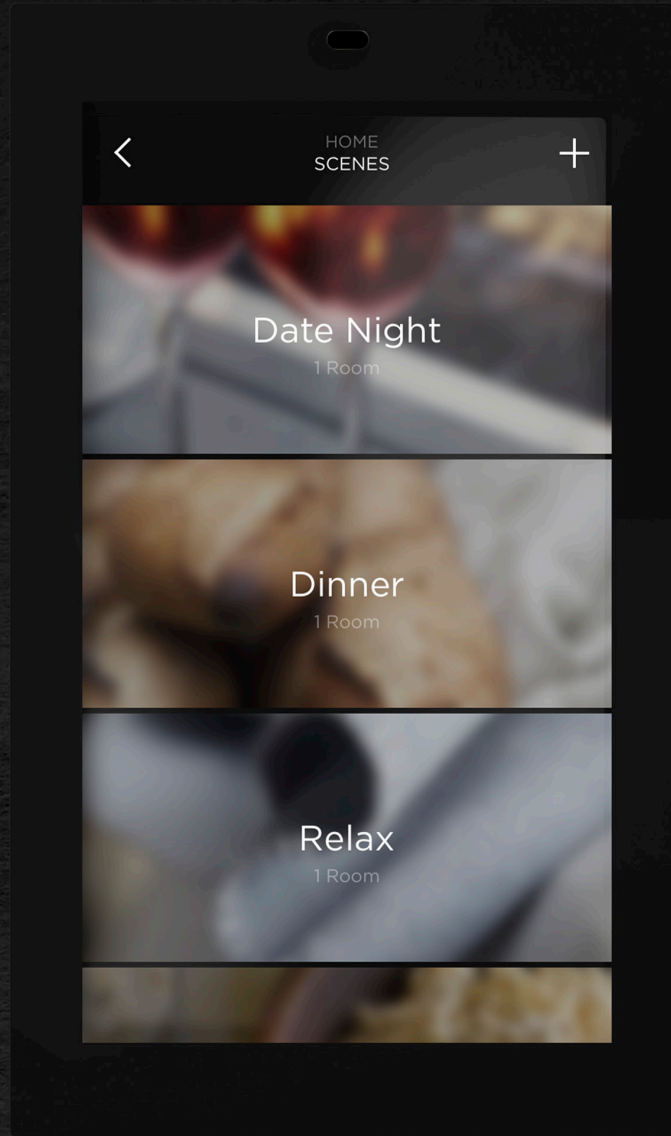 HOME
SCENES
Date Night
1 Room
Dinner
1 Room
Relax
1 Room